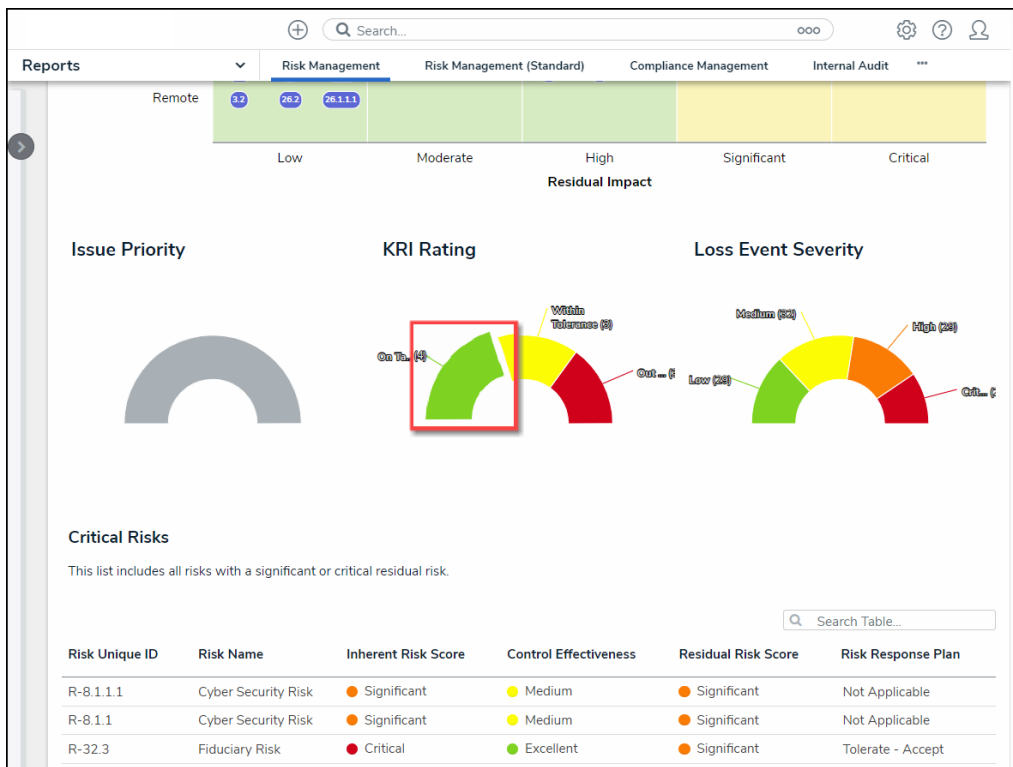 Search...
Reports Risk Management Risk Management (Standard) Compliance Management Internal Audit
Remote 3.2 26.2 26.1.1.1
Low Moderate High Significant Critical
Residual Impact
Issue Priority KRI Rating Loss Event Severity
Within
Tolerance (3)
On Ta... (4)
Out ...
Medium (32)
High (29)
Low (29)
Crit...
Critical Risks
This list includes all risks with a significant or critical residual risk.
Search Table...
Risk Unique ID Risk Name Inherent Risk Score Control Effectiveness Residual Risk Score Risk Response Plan
R-8.1.1.1 Cyber Security Risk Significant Medium Significant Not Applicable
R-8.1.1 Cyber Security Risk Significant Medium Significant Not Applicable
R-32.3 Fiduciary Risk Critical Excellent Significant Tolerate - Accept